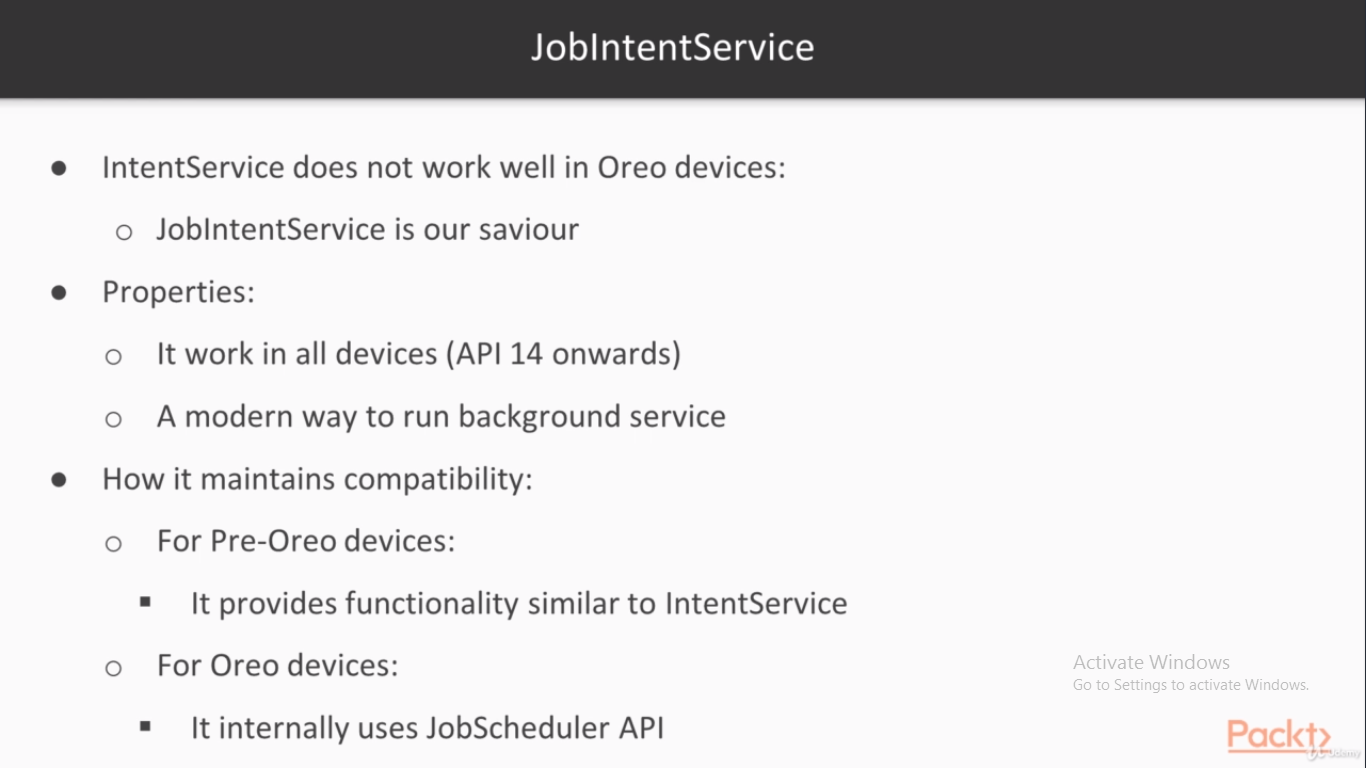 JobIntentService
● IntentService does not work well in Oreo devices:
○ JobIntentService is our saviour
● Properties:
○ It work in all devices (API 14 onwards)
○ A modern way to run background service
● How it maintains compatibility:
○ For Pre-Oreo devices:
▪ It provides functionality similar to IntentService
○ For Oreo devices:
▪ It internally uses JobScheduler API
Activate Windows
Go to Settings to activate Windows.
Packt>
Udemy